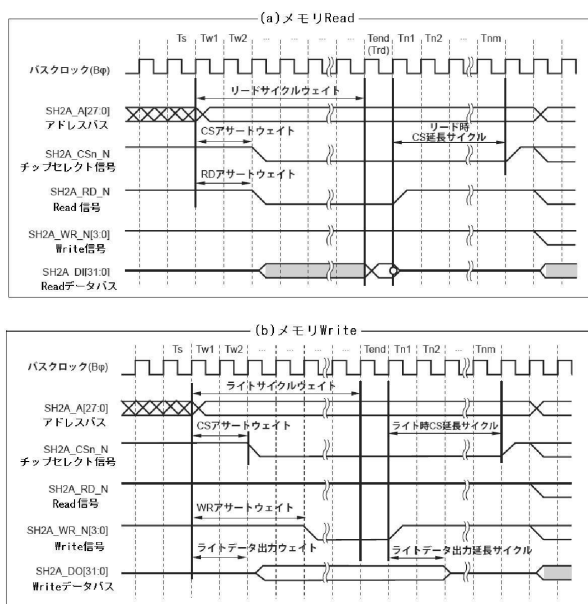 (a)メモリRead
Ts Tw1 Tw2 ... ... ... ... Tend Tn1 Tn2 ... Tnm
(Trd)
バスクロック(Bφ)
リードサイクルウェイト
SH2A_A[27:0]
アドレスバス
CSアサートウェイト
リード時
CS延長サイクル
SH2A_CSn_N
チップセレクト信号
RDアサートウェイト
SH2A_RD_N
Read信号
SH2A_WR_N[3:0]
Write信号
SH2A_DI[31:0]
Readデータバス
(b)メモリWrite
Ts Tw1 Tw2 ... ... ... ... Tend Tn1 Tn2 ... Tnm
バスクロック(Bφ)
ライトサイクルウェイト
SH2A_A[27:0]
アドレスバス
CSアサートウェイト
ライト時CS延長サイクル
SH2A_CSn_N
チップセレクト信号
SH2A_RD_N
Read信号
WRアサートウェイト
SH2A_WR_N[3:0]
Write信号
ライトデータ出力ウェイト
ライトデータ出力延長サイクル
SH2A_DO[31:0]
Writeデータバス